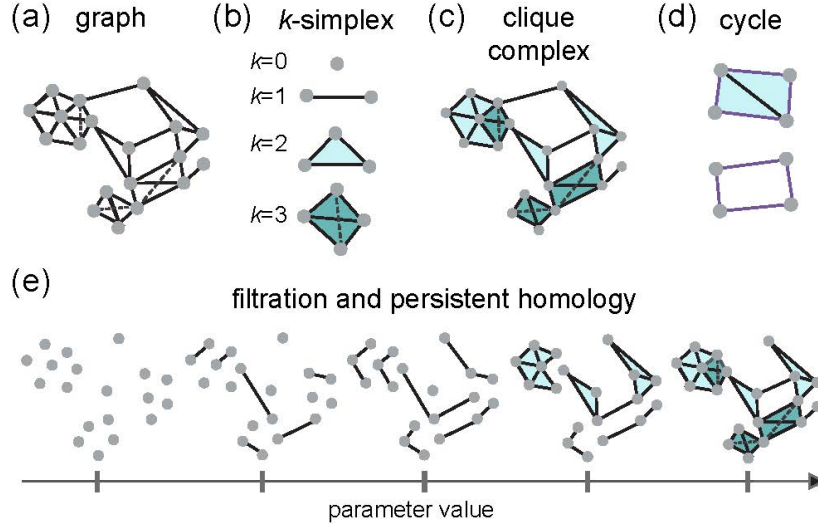 (a) graph
(b) k-simplex
k=0
k=1
k=2
k=3
(c) clique
complex
(d) cycle
(e)
filtration and persistent homology
parameter value